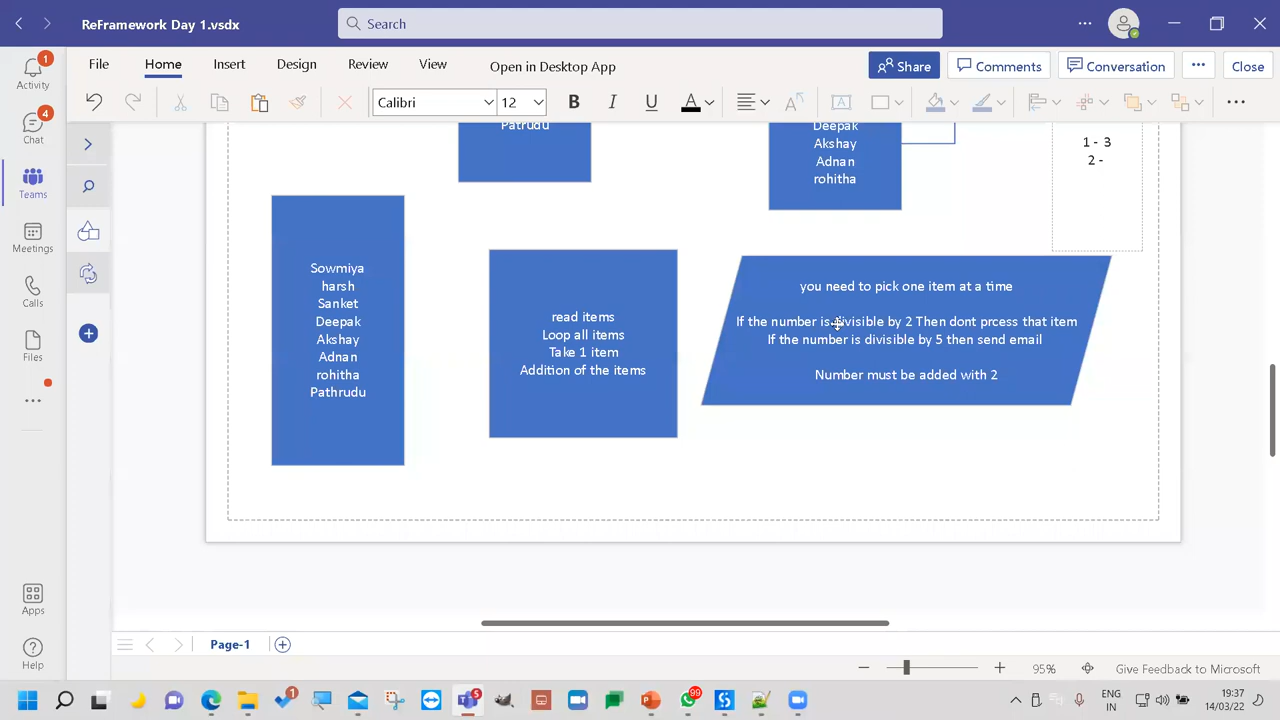 ReFramework Day 1.vsdx
Search
File
Home
Insert
Design
Review
View
Open in Desktop App
Share
Comments
Conversation
Close
Calibri
12
B
I
U
A
Activity
1
Chat
4
Teams
Meetings
Calls
Files
Apps
Help
Patrudu
Deepak
Akshay
Adnan
rohitha
1 - 3
2 -
Sowmiya
harsh
Sanket
Deepak
Akshay
Adnan
rohitha
Pathrudu
read items
Loop all items
Take 1 item
Addition of the items
you need to pick one item at a time
If the number is divisible by 2 Then dont prcess that item
If the number is divisible by 5 then send email
Number must be added with 2
Page-1
95%
Give Feedback to Microsoft
1
5
99
ENG
IN
19:37
14/03/22